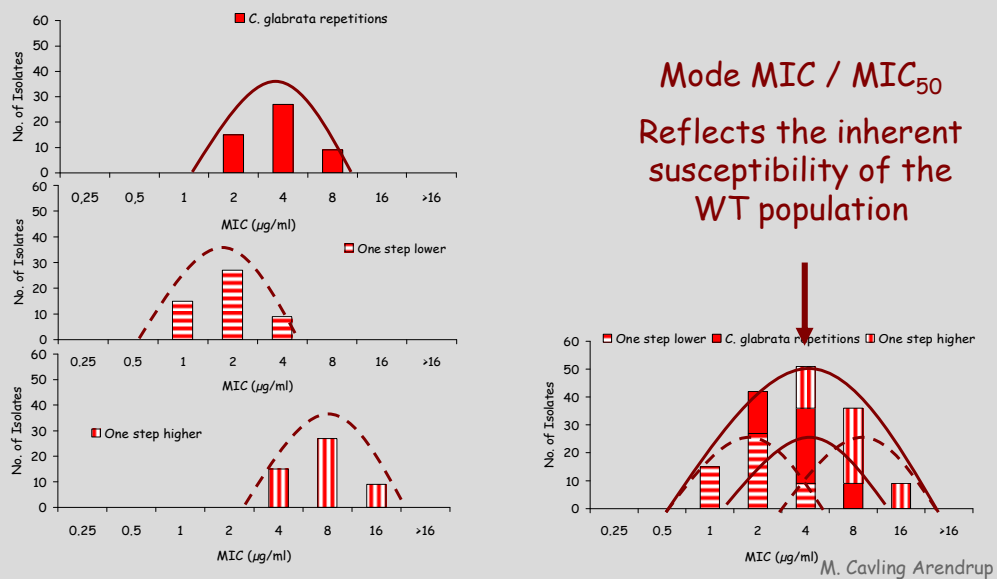 C. glabrata repetitions
No. of Isolates
60
50
40
30
20
10
0
0,25 0,5 1 2 4 8 16 >16
MIC (µg/ml)
One step lower
No. of Isolates
60
50
40
30
20
10
0
0,25 0,5 1 2 4 8 16 >16
MIC (µg/ml)
One step higher
No. of Isolates
60
50
40
30
20
10
0
0,25 0,5 1 2 4 8 16 >16
MIC (µg/ml)
Mode MIC / MIC50
Reflects the inherent
susceptibility of the
WT population
One step lower C. glabrata repetitions One step higher
No. of Isolates
60
50
40
30
20
10
0
0,25 0,5 1 2 4 8 16 >16
MIC (µg/ml)
M. Cavling Arendrup